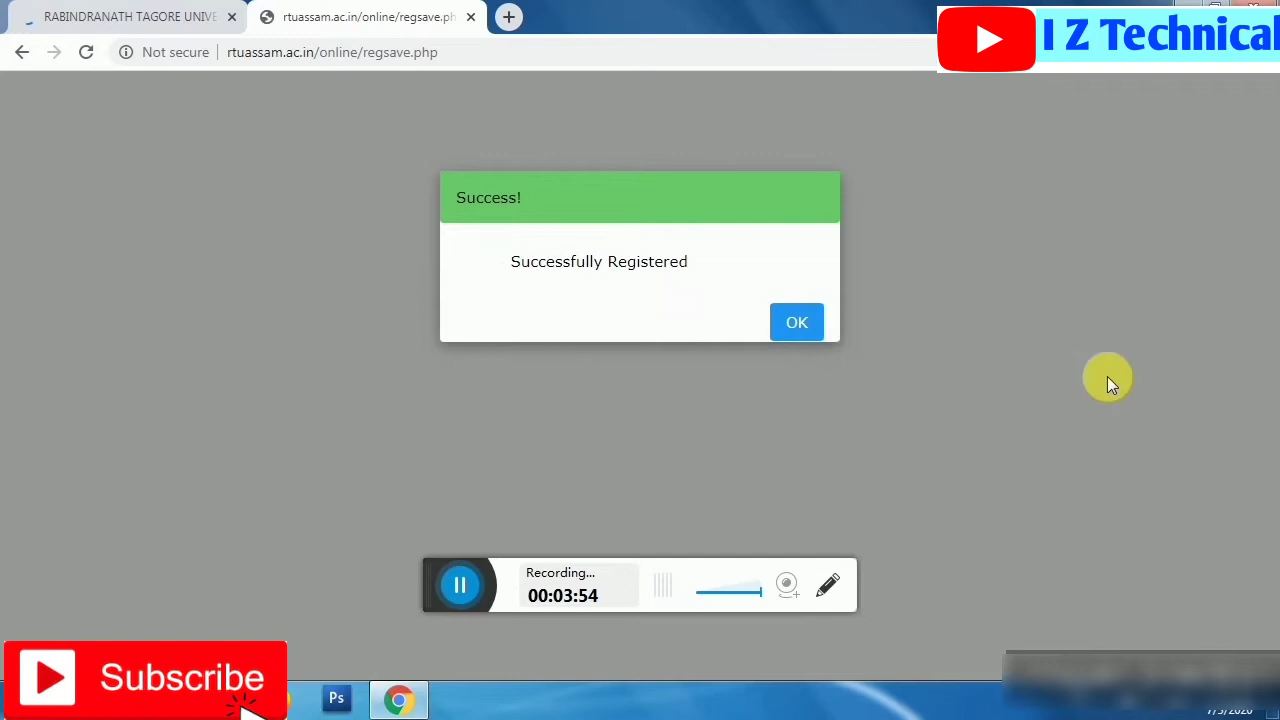 RABINDRANATH TAGORE UNIVE
rtuassam.ac.in/online/regsave.ph
I Z Technical
Not secure
rtuassam.ac.in/online/regsave.php
Success!
Successfully Registered
OK
Recording...
00:03:54
Subscribe
Ps